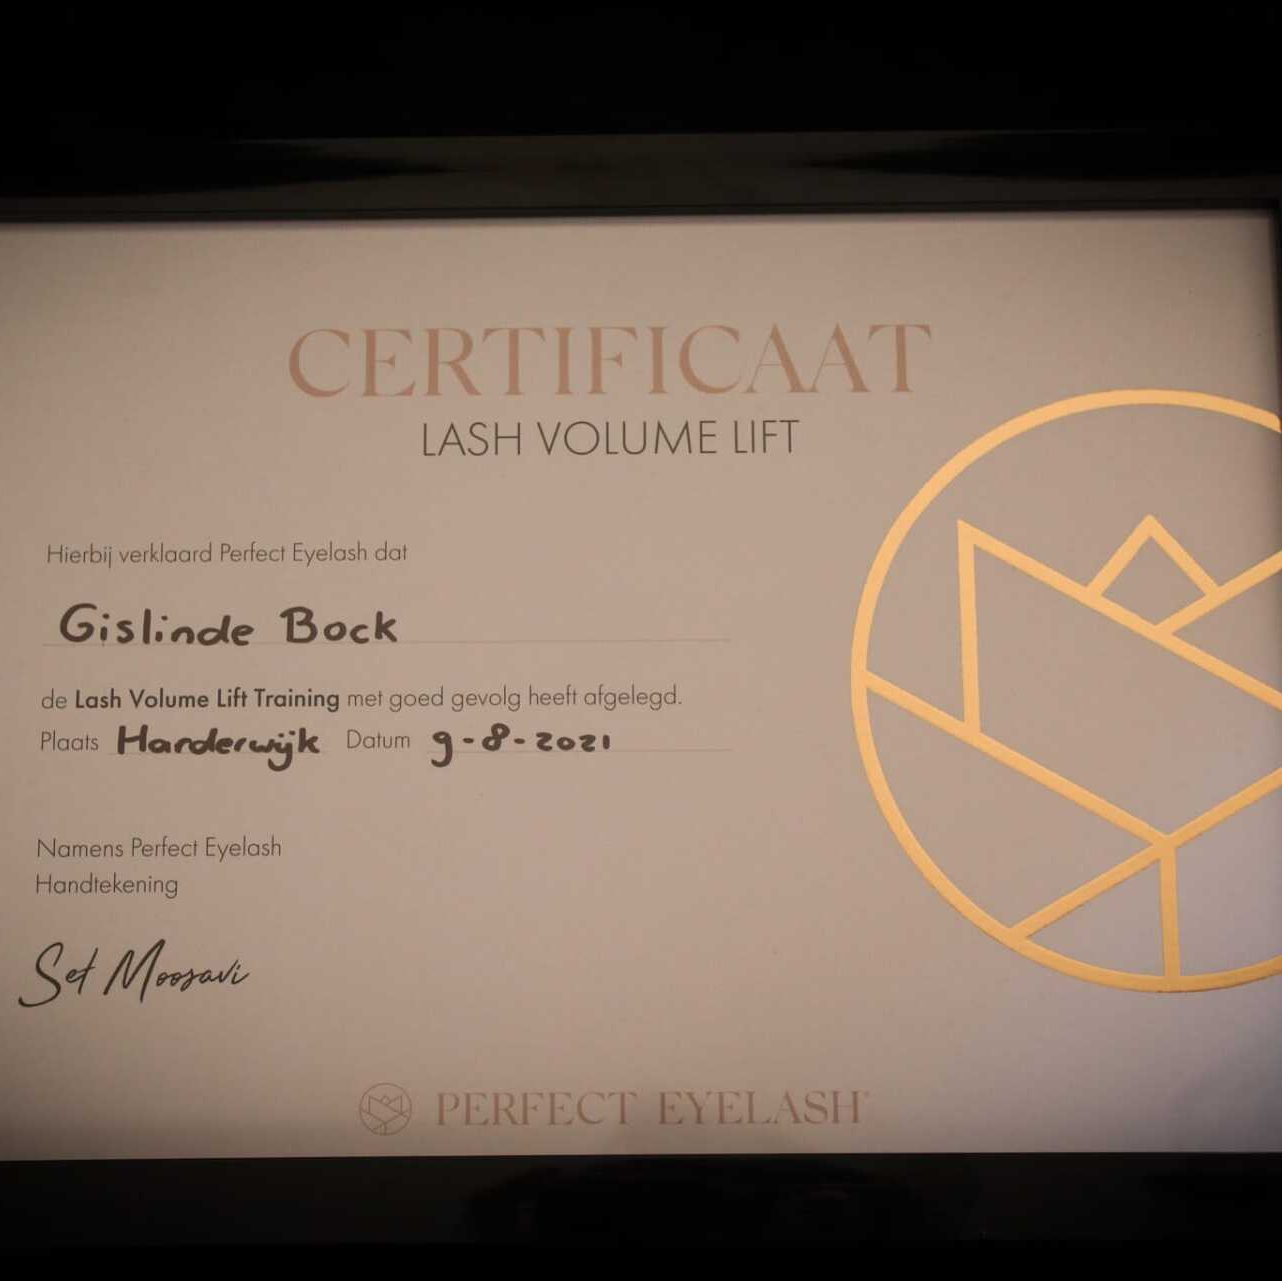 CERTIFICAAT
LASH VOLUME LIFT
Hierbij verklaard Perfect Eyelash dat
Gislinde Bock
de Lash Volume Lift Training met goed gevolg heeft afgelegd.
Plaats Harderwijk Datum 9-8-2021
Namens Perfect Eyelash
Handtekening
Set Moosavi
PERFECT EYELASH